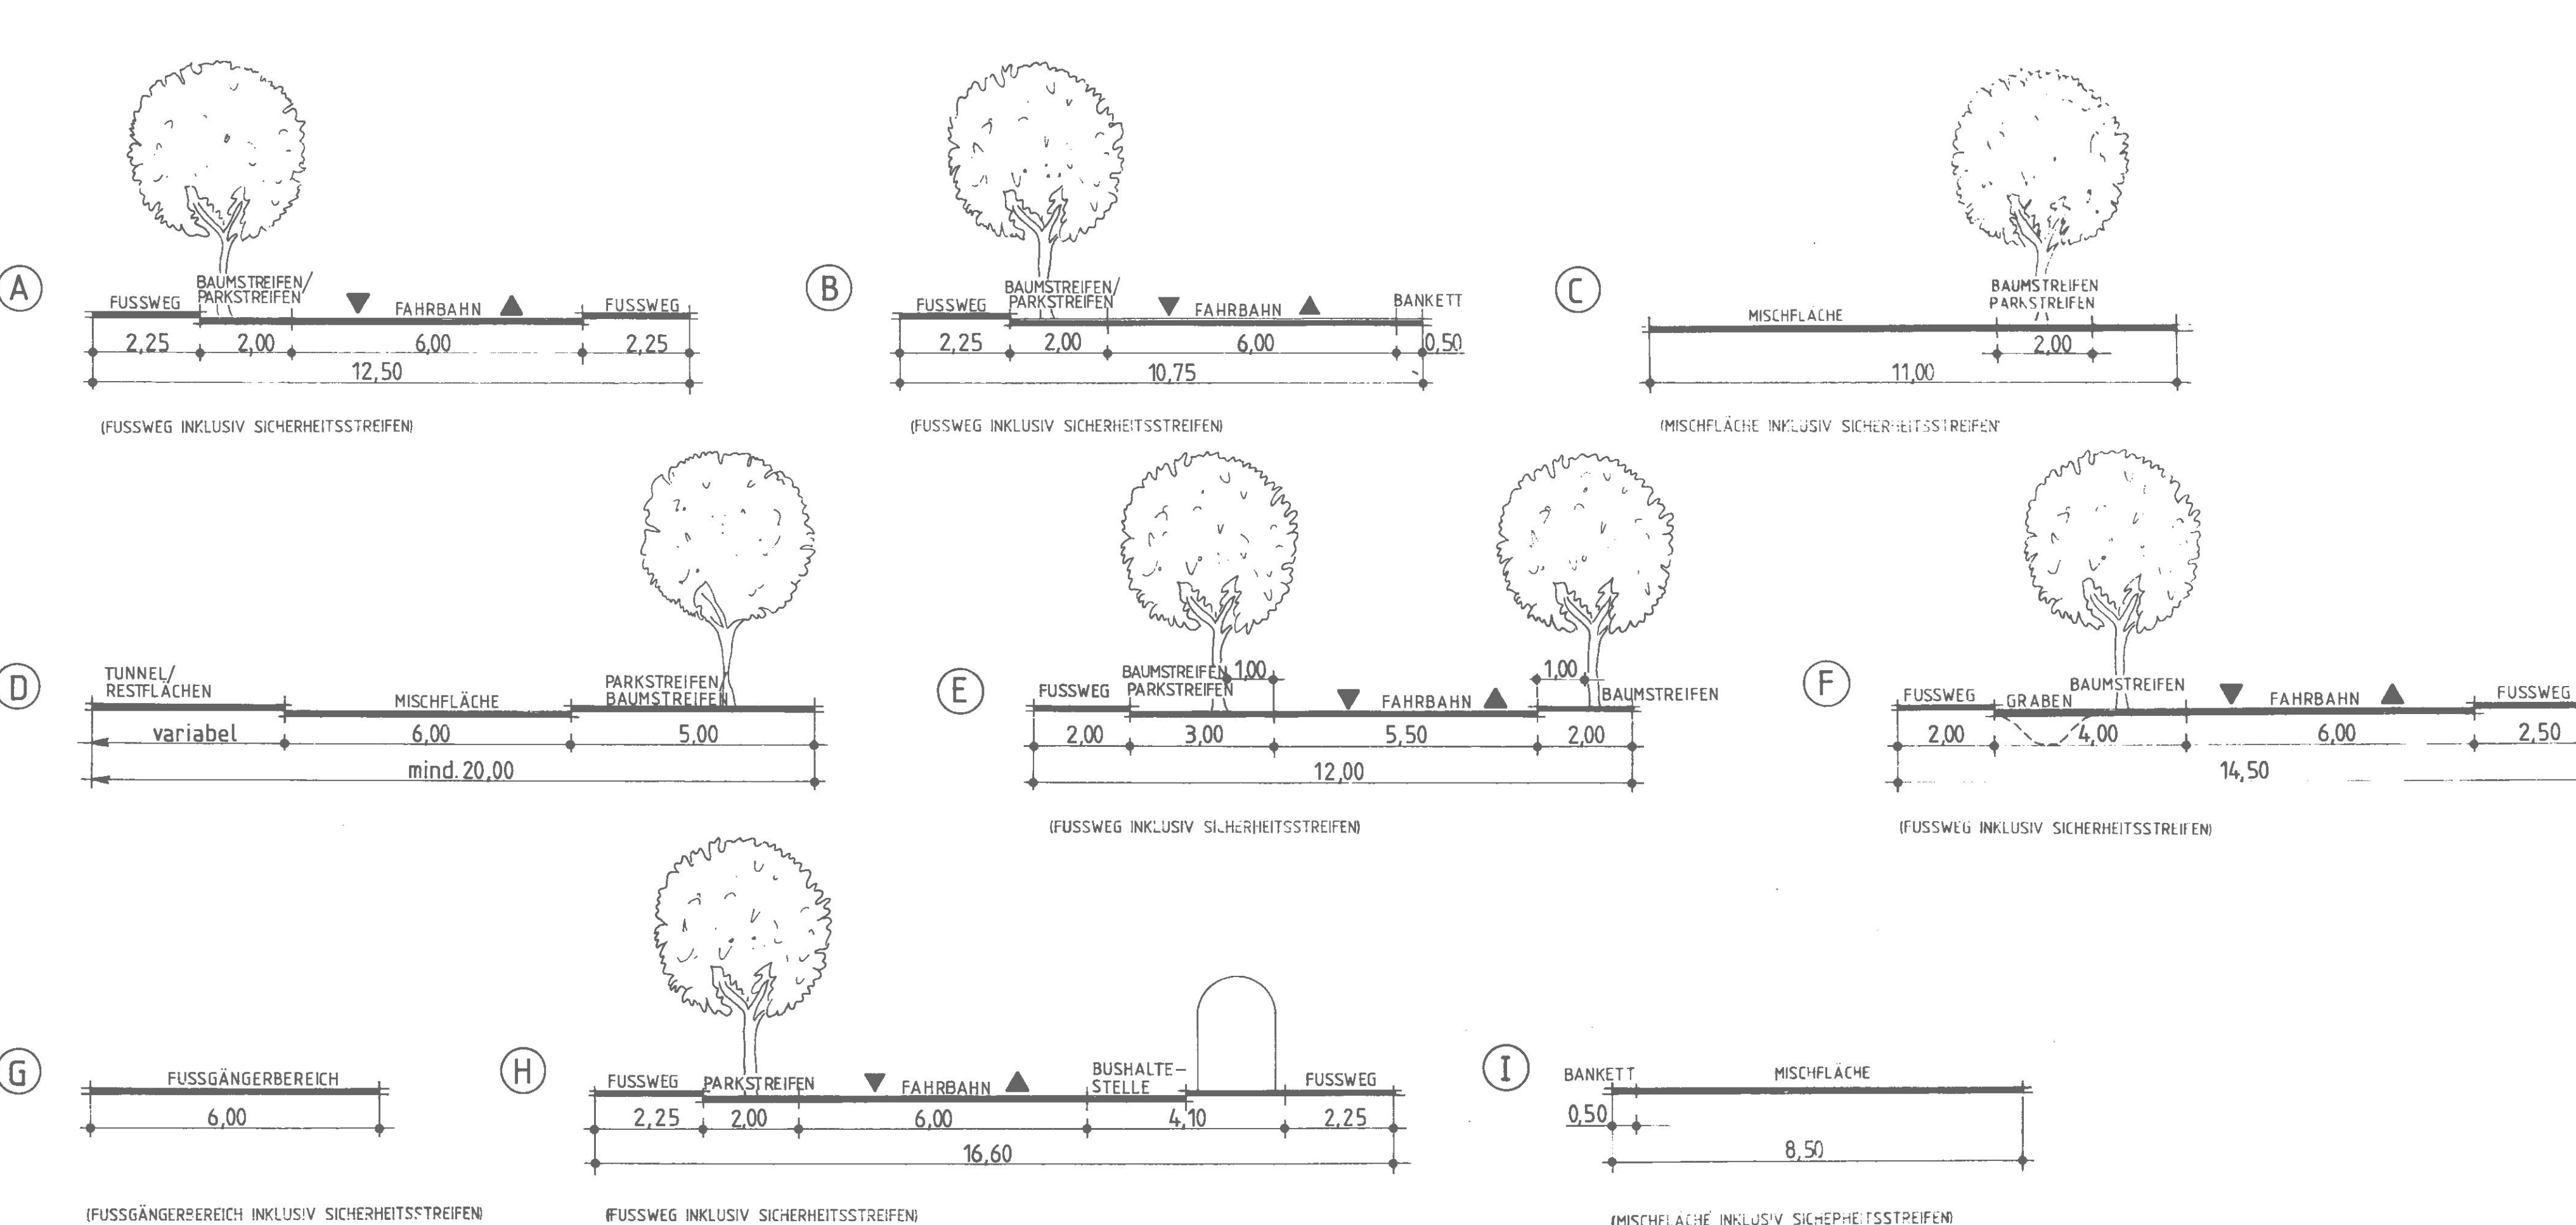 A
BAUMSTREIFEN/
FUSSWEG PARKSTREIFEN FAHRBAHN FUSSWEG
2,25 2,00 6,00 2,25
12,50
(FUSSWEG INKLUSIV SICHERHEITSSTREIFEN)
B
BAUMSTREIFEN/
FUSSWEG PARKSTREIFEN FAHRBAHN BANKETT
2,25 2,00 6,00 0,50
10,75
(FUSSWEG INKLUSIV SICHERHEITSSTREIFEN)
C
BAUMSTREIFEN
PARKSTREIFEN
MISCHFLÄCHE
2,00
11,00
(MISCHFLÄCHE INKLUSIV SICHERHEITSSTREIFEN
D
TUNNEL/
RESTFLÄCHEN
MISCHFLÄCHE
PARKSTREIFEN/
BAUMSTREIFEN
variabel 6,00 5,00
mind. 20,00
E
BAUMSTREIFEN 1,00 1,00
FUSSWEG PARKSTREIFEN FAHRBAHN BAUMSTREIFEN
2,00 3,00 5,50 2,00
12,00
(FUSSWEG INKLUSIV SICHERHEITSSTREIFEN)
F
FUSSWEG GRABEN BAUMSTREIFEN FAHRBAHN FUSSWEG
2,00 4,00 6,00 2,50
14,50
(FUSSWEG INKLUSIV SICHERHEITSSTREIFEN)
G
FUSSGÄNGERBEREICH
6,00
(FUSSGÄNGERBEREICH INKLUSIV SICHERHEITSSTREIFEN)
H
FUSSWEG PARKSTREIFEN FAHRBAHN
BUSHALTE-
STELLE
FUSSWEG
2,25 2,00 6,00 4,10 2,25
16,60
(FUSSWEG INKLUSIV SICHERHEITSSTREIFEN)
I
BANKETT MISCHFLÄCHE
0,50
8,50
(MISCHFLÄCHE INKLUSIV SICHERHEITSSTREIFEN)